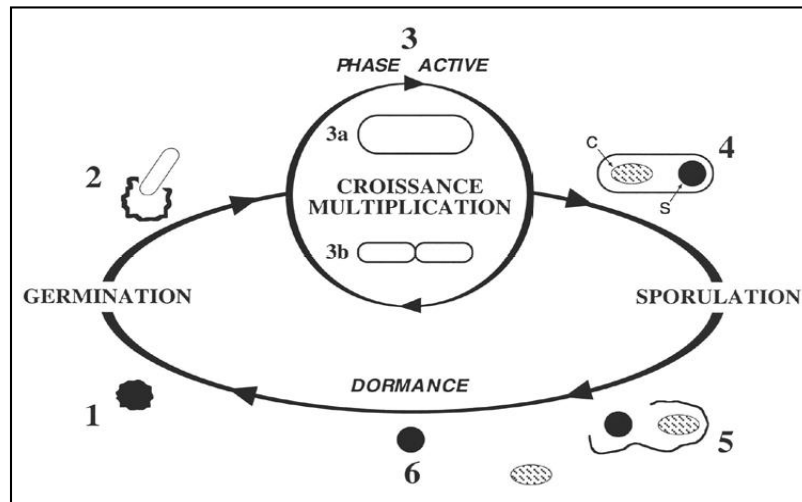 3
PHASE ACTIVE
3a
C
4
2
CROISSANCE
MULTIPLICATION
S
3b
GERMINATION
SPORULATION
DORMANCE
1
5
6